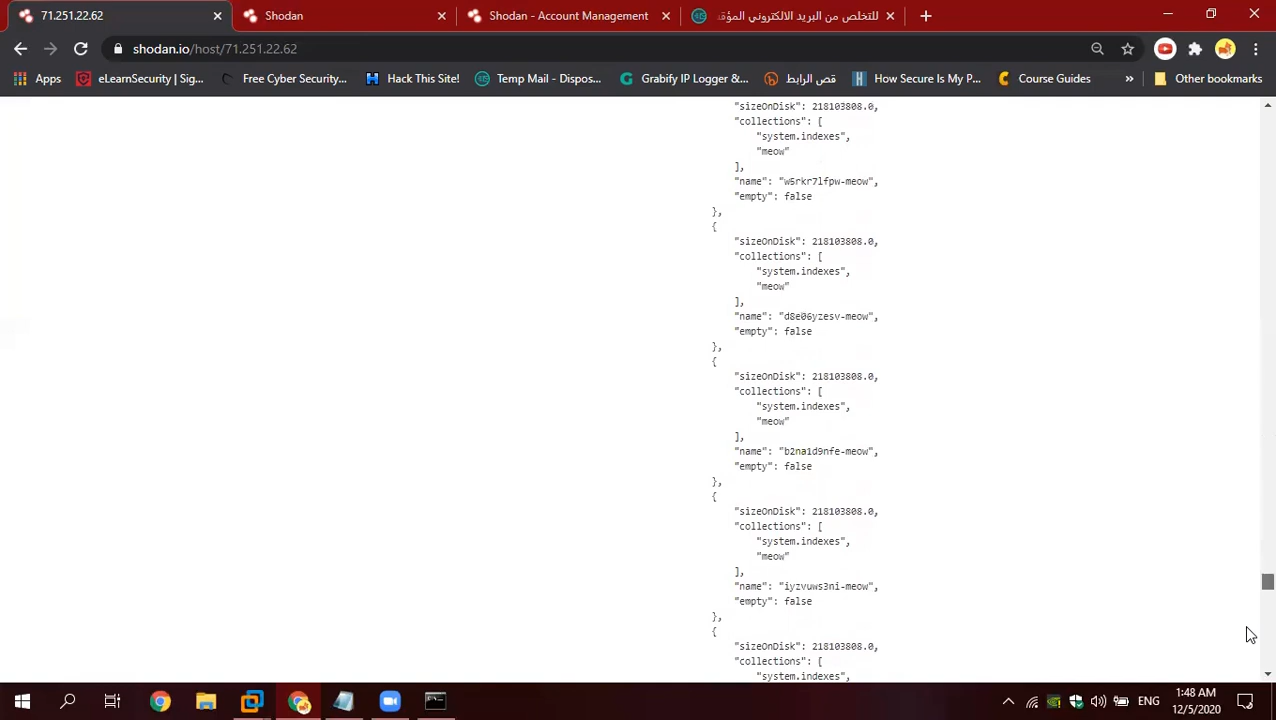 71.251.22.62
Shodan
Shodan - Account Management
للتخلص من البريد الالكتروني المؤق
shodan.io/host/71.251.22.62
Apps
eLearnSecurity | Sig...
Free Cyber Security...
Hack This Site!
Temp Mail - Dispos...
Grabify IP Logger &...
قص الرابط
How Secure Is My P...
Course Guides
»
Other bookmarks
"sizeOnDisk": 218103808.0,
"collections": [
"system.indexes",
"meow"
],
"name": "w5rkr7lfpw-meow",
"empty": false
},
{
"sizeOnDisk": 218103808.0,
"collections": [
"system.indexes",
"meow"
],
"name": "d8e06yzesv-meow",
"empty": false
},
{
"sizeOnDisk": 218103808.0,
"collections": [
"system.indexes",
"meow"
],
"name": "b2na1d9nfe-meow",
"empty": false
},
{
"sizeOnDisk": 218103808.0,
"collections": [
"system.indexes",
"meow"
],
"name": "iyzvuws3ni-meow",
"empty": false
},
{
"sizeOnDisk": 218103808.0,
"collections": [
"system.indexes",
ENG
1:48 AM
12/5/2020